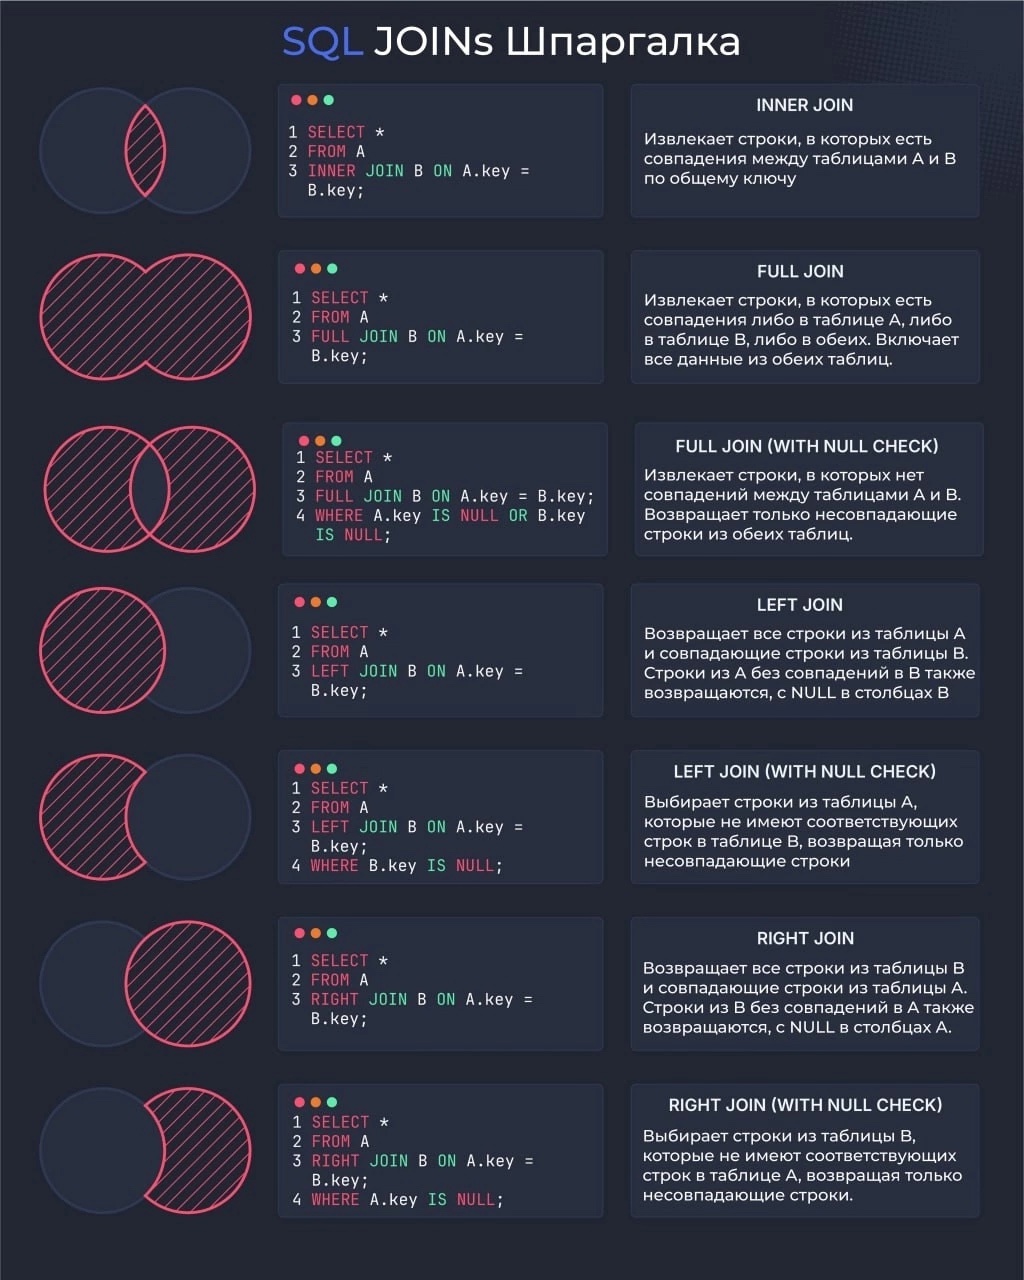 SQL JOINs Шпаргалка
1 SELECT *
2 FROM A
3 INNER JOIN B ON A.key =
B.key;
INNER JOIN
Извлекает строки, в которых есть
совпадения между таблицами A и B
по общему ключу
1 SELECT *
2 FROM A
3 FULL JOIN B ON A.key =
B.key;
FULL JOIN
Извлекает строки, в которых есть
совпадения либо в таблице A, либо
в таблице B, либо в обеих. Включает
все данные из обеих таблиц.
1 SELECT *
2 FROM A
3 FULL JOIN B ON A.key = B.key;
4 WHERE A.key IS NULL OR B.key
IS NULL;
FULL JOIN (WITH NULL CHECK)
Извлекает строки, в которых нет
совпадений между таблицами A и B.
Возвращает только несовпадающие
строки из обеих таблиц.
1 SELECT *
2 FROM A
3 LEFT JOIN B ON A.key =
B.key;
LEFT JOIN
Возвращает все строки из таблицы A
и совпадающие строки из таблицы B.
Строки из A без совпадений в B также
возвращаются, с NULL в столбцах B
1 SELECT *
2 FROM A
3 LEFT JOIN B ON A.key =
B.key;
4 WHERE B.key IS NULL;
LEFT JOIN (WITH NULL CHECK)
Выбирает строки из таблицы A,
которые не имеют соответствующих
строк в таблице B, возвращая только
несовпадающие строки
1 SELECT *
2 FROM A
3 RIGHT JOIN B ON A.key =
B.key;
RIGHT JOIN
Возвращает все строки из таблицы B
и совпадающие строки из таблицы A.
Строки из B без совпадений в A также
возвращаются, с NULL в столбцах A.
1 SELECT *
2 FROM A
3 RIGHT JOIN B ON A.key =
B.key;
4 WHERE A.key IS NULL;
RIGHT JOIN (WITH NULL CHECK)
Выбирает строки из таблицы B,
которые не имеют соответствующих
строк в таблице A, возвращая только
несовпадающие строки.